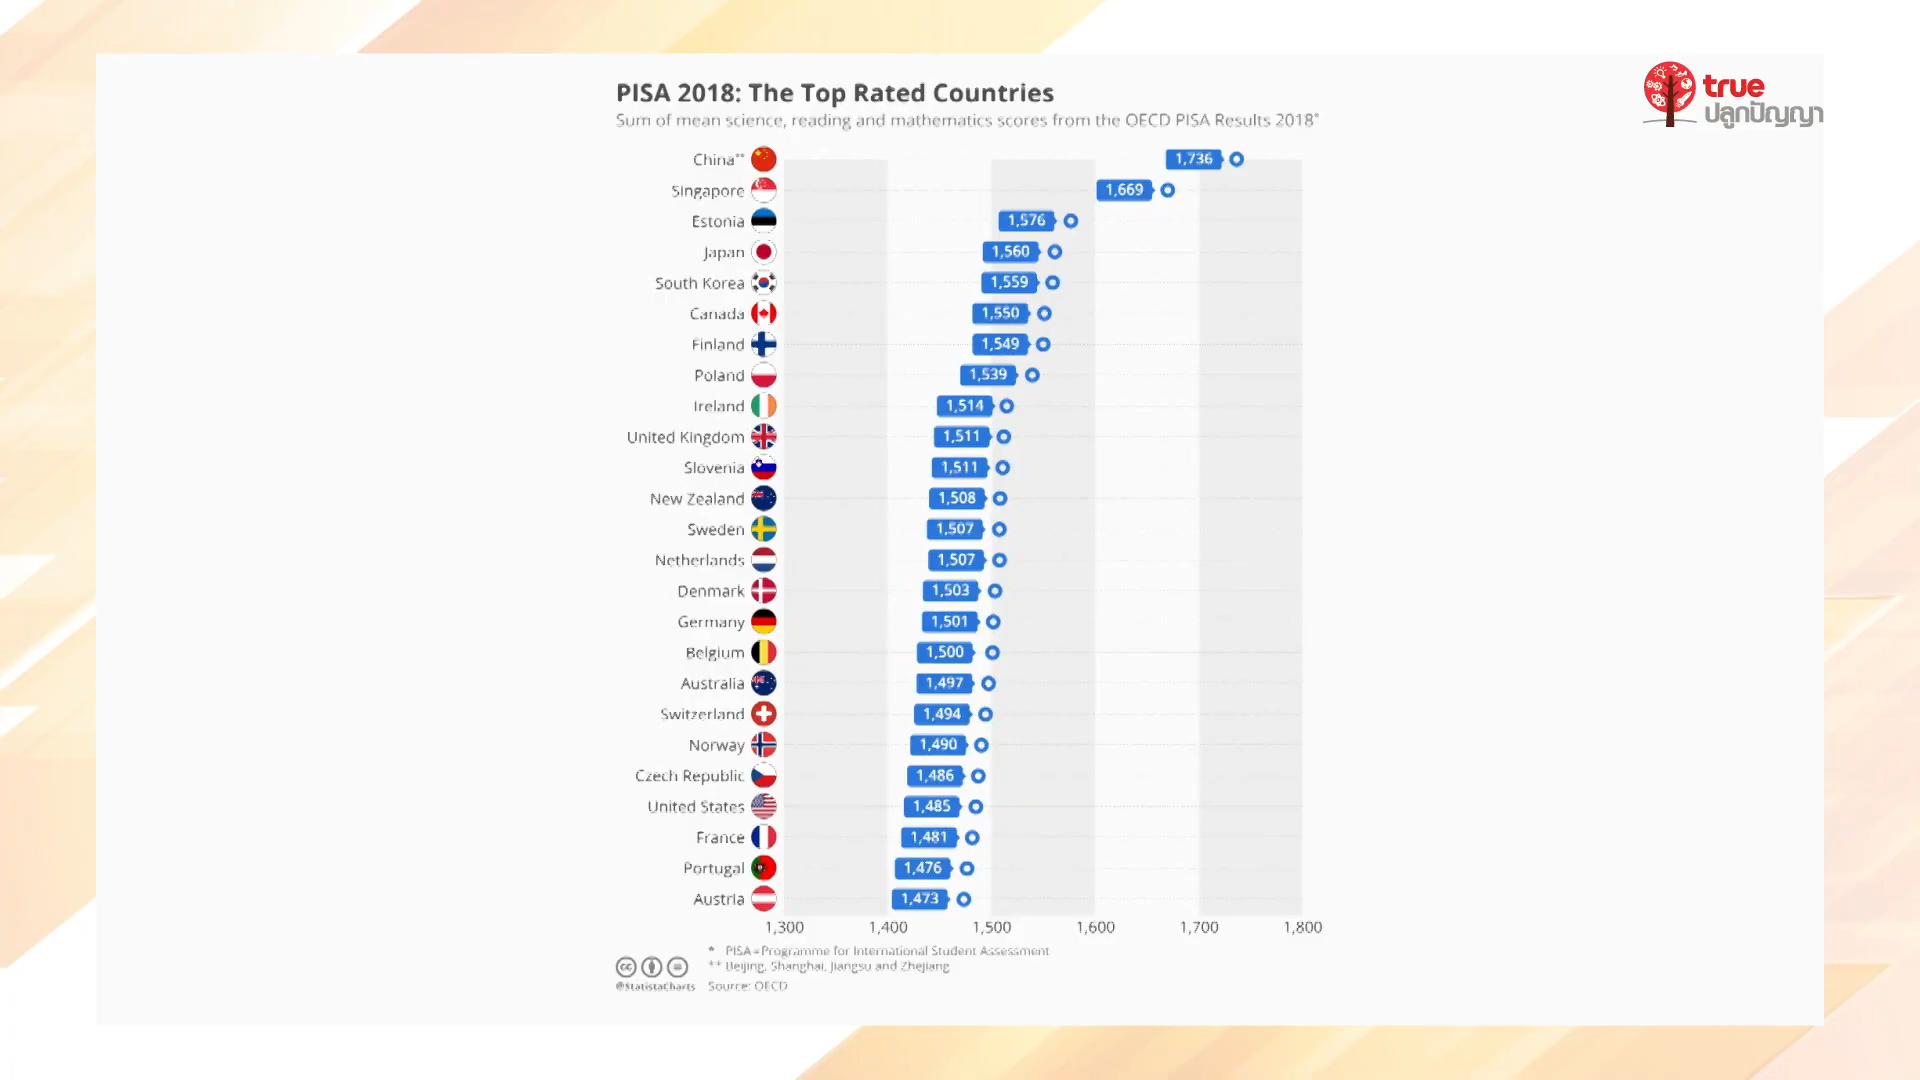 true
ปลูกปัญญา
PISA 2018: The Top Rated Countries
Sum of mean science, reading and mathematics scores from the OECD PISA Results 2018*
China** 1,736
Singapore 1,669
Estonia 1,576
Japan 1,560
South Korea 1,559
Canada 1,550
Finland 1,549
Poland 1,539
Ireland 1,514
United Kingdom 1,511
Slovenia 1,511
New Zealand 1,508
Sweden 1,507
Netherlands 1,507
Denmark 1,503
Germany 1,501
Belgium 1,500
Australia 1,497
Switzerland 1,494
Norway 1,490
Czech Republic 1,486
United States 1,485
France 1,481
Portugal 1,476
Austria 1,473
1,300 1,400 1,500 1,600 1,700 1,800
* PISA=Programme for International Student Assessment
** Beijing, Shanghai, Jiangsu and Zhejiang
@StatistaCharts Source: OECD